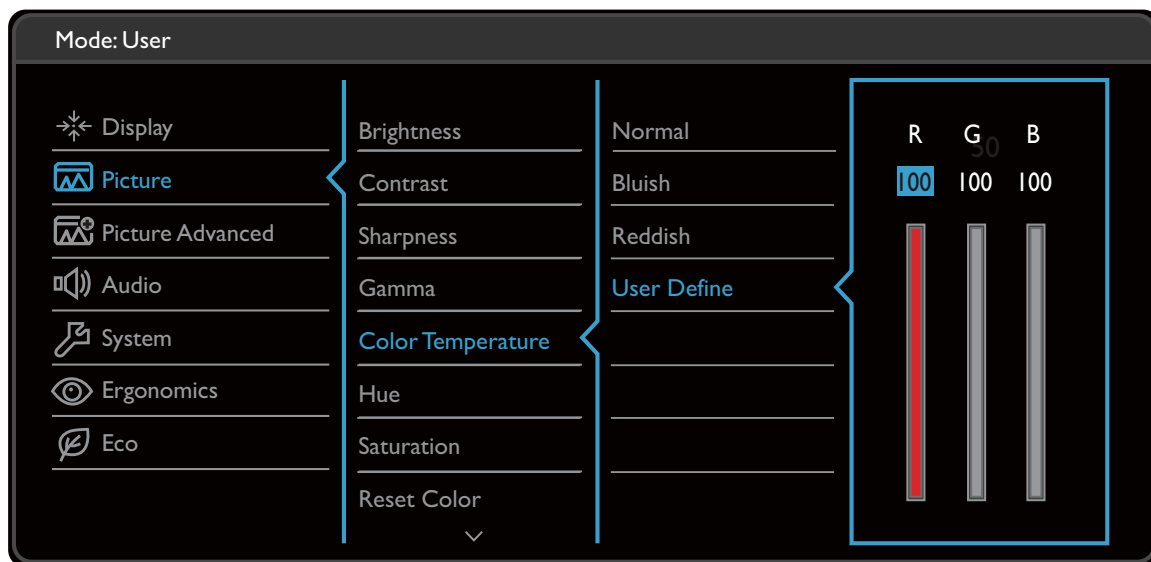 Mode: User
Display
Picture
Picture Advanced
Audio
System
Ergonomics
Eco
Brightness
Contrast
Sharpness
Gamma
Color Temperature
Hue
Saturation
Reset Color
Normal
Bluish
Reddish
User Define
R G B
50
100 100 100